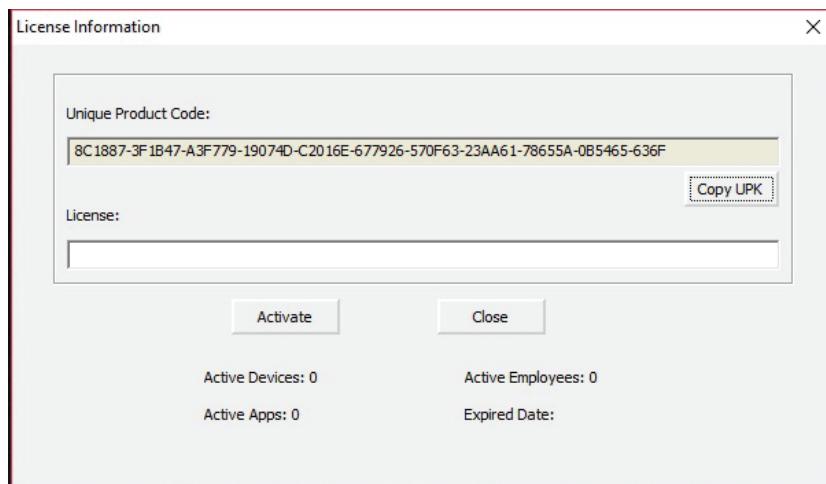 License Information
Unique Product Code:
8C1887-3F1B47-A3F779-19074D-C2016E-677926-570F63-23AA61-78655A-0B5465-636F
Copy UPK
License:
Activate
Close
Active Devices: 0
Active Employees: 0
Active Apps: 0
Expired Date: